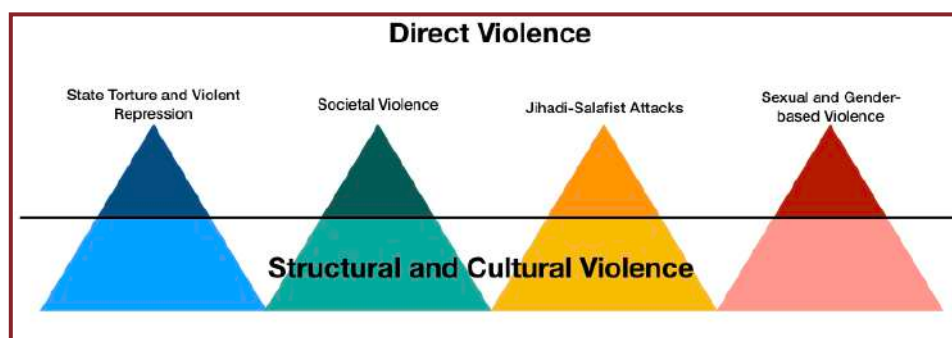 Direct Violence
State Torture and Violent
Repression
Societal Violence
Jihadi-Salafist Attacks
Sexual and Gender-
based Violence
Structural and Cultural Violence